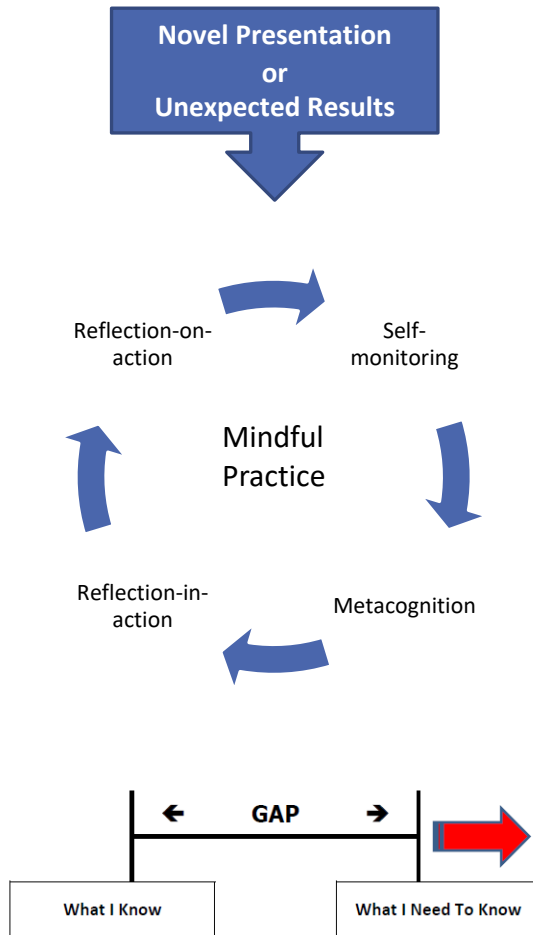 Novel Presentation
or
Unexpected Results
Reflection-on-
action
Self-
monitoring
Mindful
Practice
Reflection-in-
action
Metacognition
← GAP →
What I Know
What I Need To Know